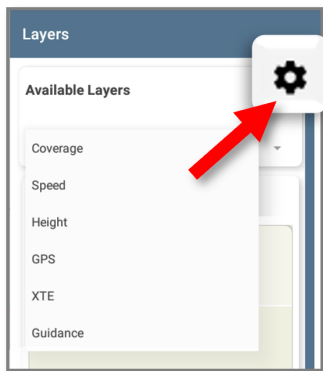 Layers
Available Layers
Coverage
Speed
Height
GPS
XTE
Guidance